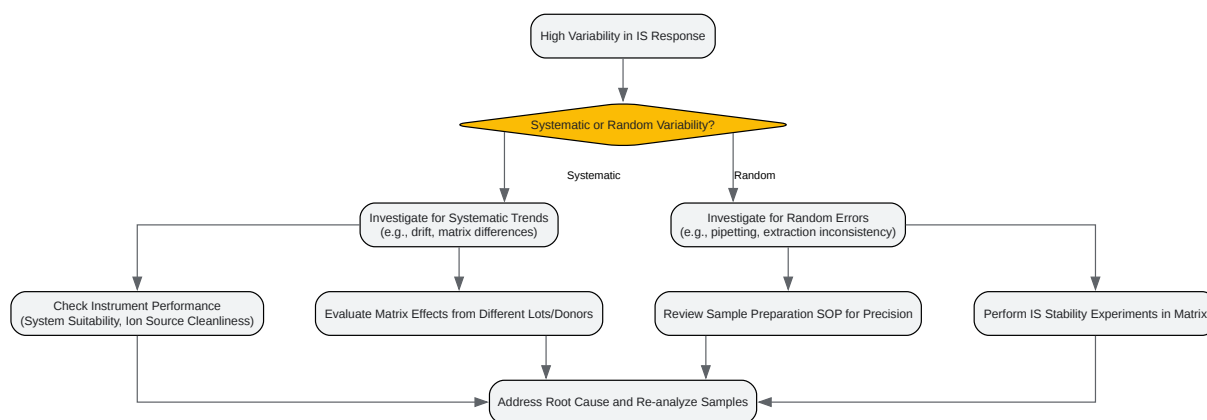 High Variability in IS Response
Systematic or Random Variability?
Systematic
Random
Investigate for Systematic Trends
(e.g., drift, matrix differences)
Investigate for Random Errors
(e.g., pipetting, extraction inconsistency)
Check Instrument Performance
(System Suitability, Ion Source Cleanliness)
Evaluate Matrix Effects from Different Lots/Donors
Review Sample Preparation SOP for Precision
Perform IS Stability Experiments in Matrix
Address Root Cause and Re-analyze Samples